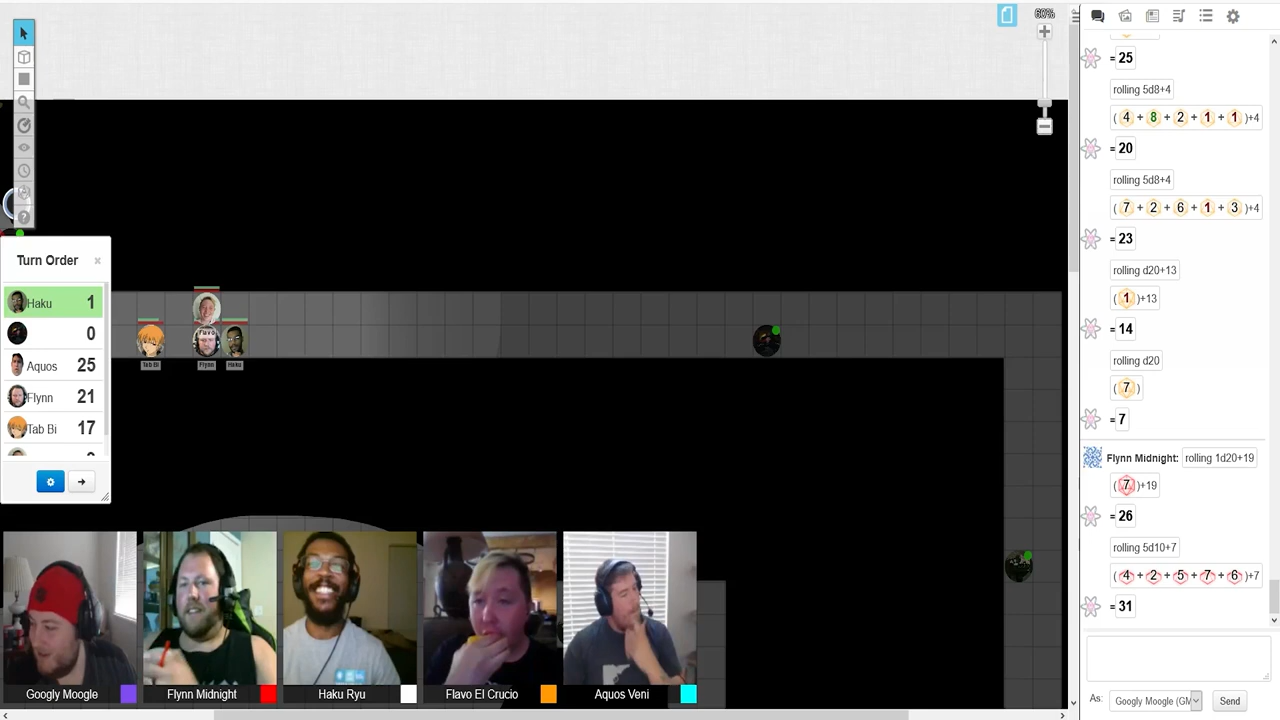 60%
= 25
rolling 5d8+4
( 4 + 8 + 2 + 1 + 1 )+4
= 20
rolling 5d8+4
( 7 + 2 + 6 + 1 + 3 )+4
= 23
rolling d20+13
( 1 )+13
= 14
rolling d20
( 7 )
= 7
Flynn Midnight: rolling 1d20+19
( 7 )+19
= 26
rolling 5d10+7
( 4 + 2 + 5 + 7 + 6 )+7
= 31
As: Googly Moogle (GM Send
Turn Order ×
Haku 1
0
Aquos 25
Flynn 21
Tab Bi 17
Tab Bi
Flynn
Haku
Googly Moogle
Flynn Midnight
Haku Ryu
Flavo El Crucio
Aquos Veni